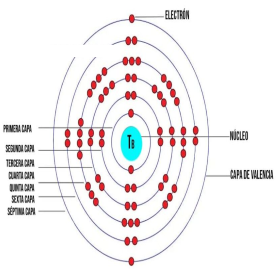 ELECTRÓN
PRIMERA CAPA
SEGUNDA CAPA
TERCERA CAPA
CUARTA CAPA
QUINTA CAPA
SEXTA CAPA
SÉPTIMA CAPA
TB
NÚCLEO
CAPA DE VALENCIA